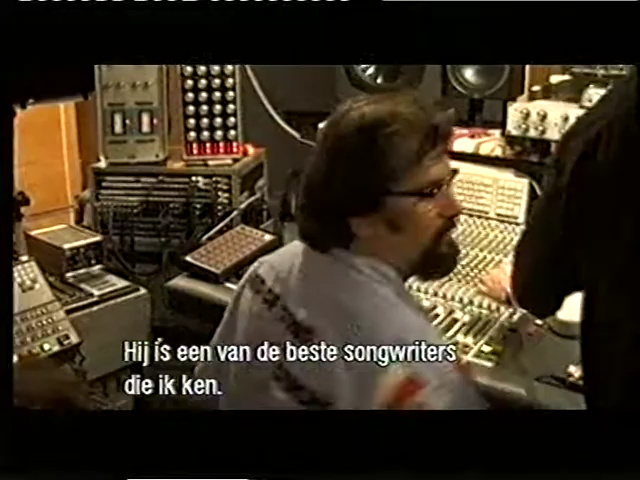 Hij is een van de beste songwriters
die ik ken.